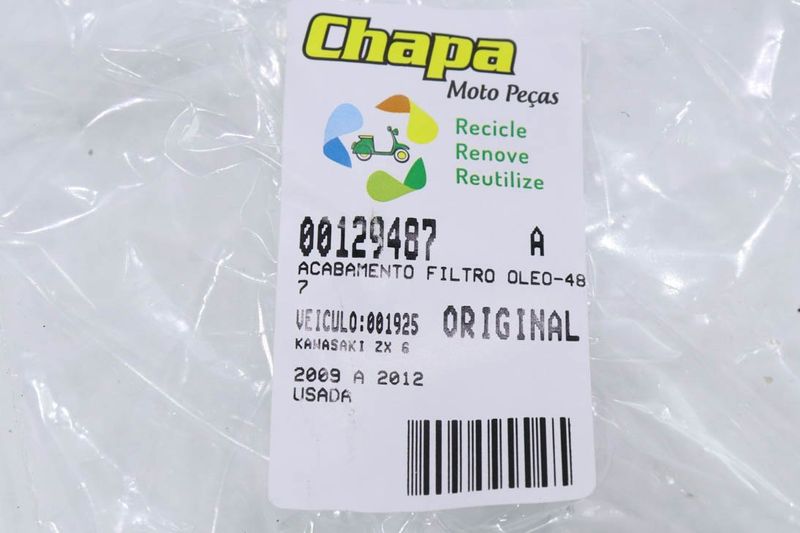 Chapa
Moto Peças
Recicle
Renove
Reutilize
00129487 A
ACABAMENTO FILTRO OLEO-48
7
VEICULO:001925 ORIGINAL
KAWASAKI ZX 6
2009 A 2012
USADA